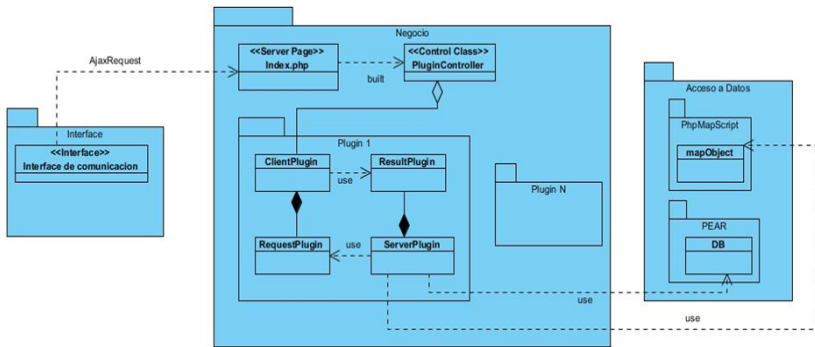 Negocio
<<Server Page>>
Index.php
<<Control Class>>
PluginController
AjaxRequest
built
Acceso a Datos
PhpMapScript
mapObject
Interface
<<Interface>>
Interface de comunicacion
Plugin 1
ClientPlugin
ResultPlugin
use
Plugin N
RequestPlugin
use
ServerPlugin
PEAR
DB
use
use